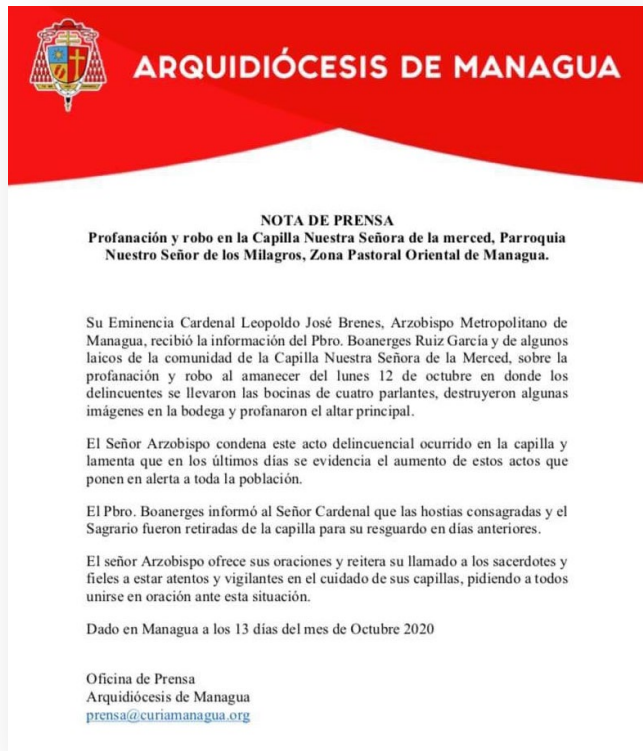 ARQUIDIÓCESIS DE MANAGUA
NOTA DE PRENSA
Profanación y robo en la Capilla Nuestra Señora de la merced, Parroquia
Nuestro Señor de los Milagros, Zona Pastoral Oriental de Managua.
Su Eminencia Cardenal Leopoldo José Brenes, Arzobispo Metropolitano de
Managua, recibió la información del Pbro. Boanerges Ruiz García y de algunos
laicos de la comunidad de la Capilla Nuestra Señora de la Merced, sobre la
profanación y robo al amanecer del lunes 12 de octubre en donde los
delincuentes se llevaron las bocinas de cuatro parlantes, destruyeron algunas
imágenes en la bodega y profanaron el altar principal.
El Señor Arzobispo condena este acto delincuencial ocurrido en la capilla y
lamenta que en los últimos días se evidencia el aumento de estos actos que
ponen en alerta a toda la población.
El Pbro. Boanerges informó al Señor Cardenal que las hostias consagradas y el
Sagrario fueron retiradas de la capilla para su resguardo en días anteriores.
El señor Arzobispo ofrece sus oraciones y reitera su llamado a los sacerdotes y
fieles a estar atentos y vigilantes en el cuidado de sus capillas, pidiendo a todos
unirse en oración ante esta situación.
Dado en Managua a los 13 días del mes de Octubre 2020
Oficina de Prensa
Arquidiócesis de Managua
prensa@curiamanagua.org